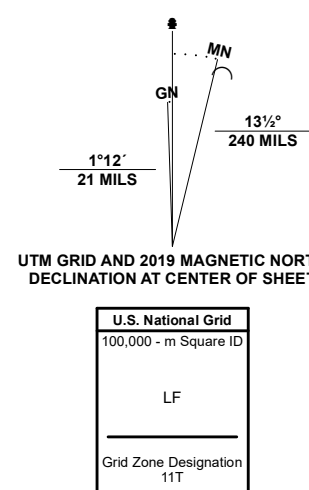 MN
GN
13½°
240 MILS
1°12´
21 MILS
UTM GRID AND 2019 MAGNETIC NORT
DECLINATION AT CENTER OF SHEET
U.S. National Grid
100,000 - m Square ID
LF
Grid Zone Designation
11T